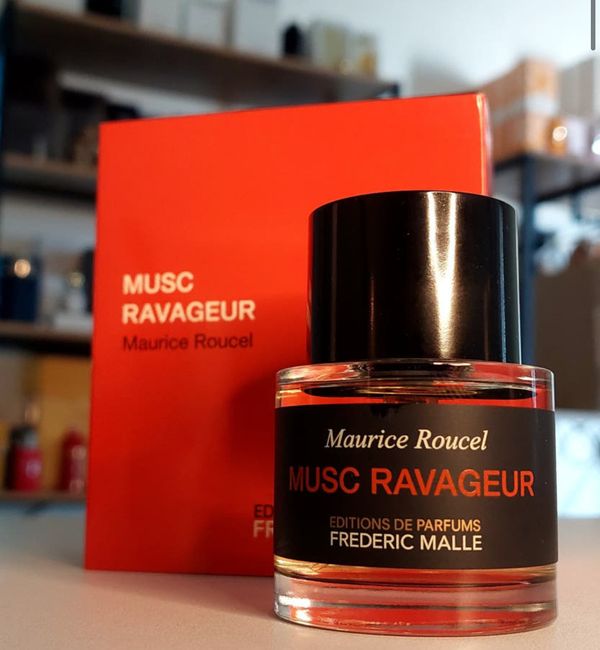 MUSC
RAVAGEUR
Maurice Roucel
Maurice Roucel
MUSC RAVAGEUR
EDITIONS DE PARFUMS
FREDERIC MALLE